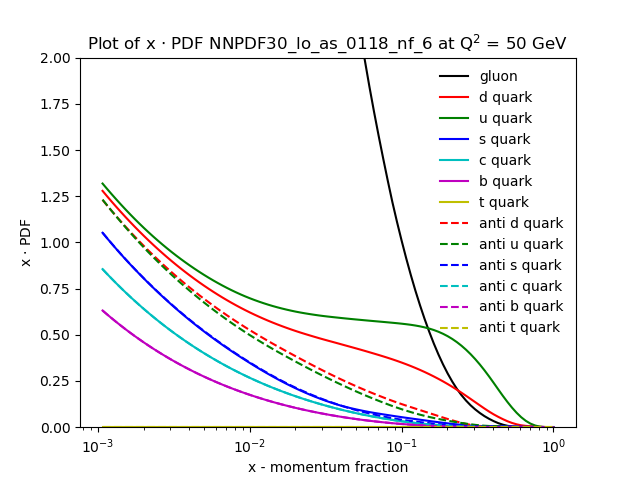 Plot of x · PDF NNPDF30_lo_as_0118_nf_6 at Q² = 50 GeV
2.00
1.75
1.50
1.25
1.00
0.75
0.50
0.25
0.00
x · PDF
gluon
d quark
u quark
s quark
c quark
b quark
t quark
anti d quark
anti u quark
anti s quark
anti c quark
anti b quark
anti t quark
10⁻³ 10⁻² 10⁻¹ 10⁰
x - momentum fraction